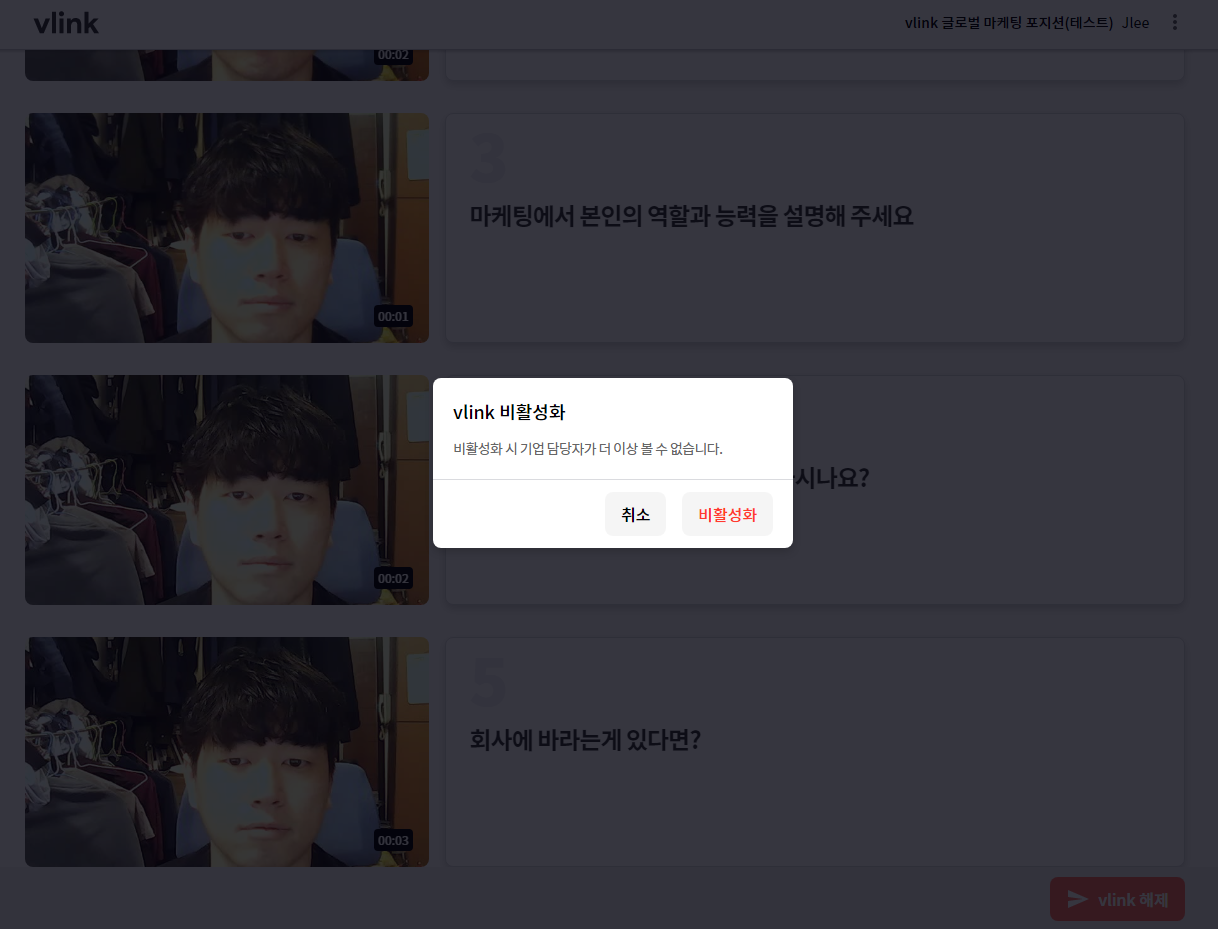 vlink
vlink 글로벌 마케팅 포지션(테스트) Jlee
00:02
3
마케팅에서 본인의 역할과 능력을 설명해 주세요
00:01
vlink 비활성화
비활성화 시 기업 담당자가 더 이상 볼 수 없습니다.
취소 비활성화
시나요?
00:02
5
회사에 바라는게 있다면?
00:03
vlink 해제